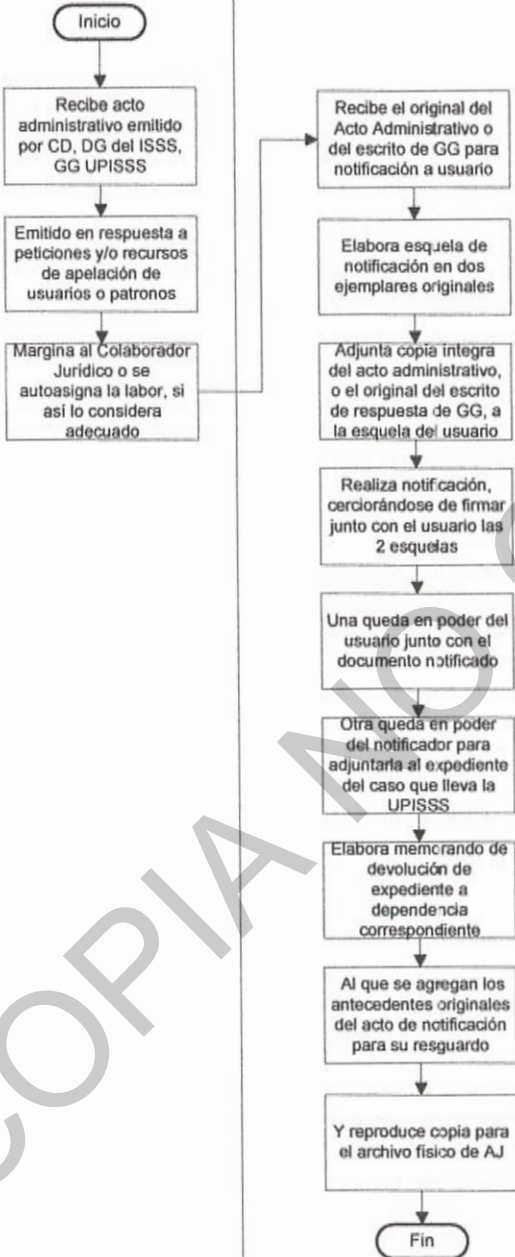 Inicio
Recibe acto
administrativo emitido
por CD, DG del ISSS,
GG UPISSS
Emitido en respuesta a
peticiones y/o recursos
de apelación de
usuarios o patronos
Margina al Colaborador
Jurídico o se
autoasigna la labor, si
así lo considera
adecuado
Recibe el original del
Acto Administrativo o
del escrito de GG para
notificación a usuario
Elabora esquela de
notificación en dos
ejemplares originales
Adjunta copia íntegra
del acto administrativo,
o el original del escrito
de respuesta de GG, a
la esquela del usuario
Realiza notificación,
cerciorándose de firmar
junto con el usuario las
2 esquelas
Una queda en poder del
usuario junto con el
documento notificado
Otra queda en poder
del notificador para
adjuntarla al expediente
del caso que lleva la
UPISSS
Elabora memorando de
devolución de
expediente a
dependencia
correspondiente
Al que se agregan los
antecedentes originales
del acto de notificación
para su resguardo
Y reproduce copia para
el archivo físico de AJ
Fin
COPIA NO